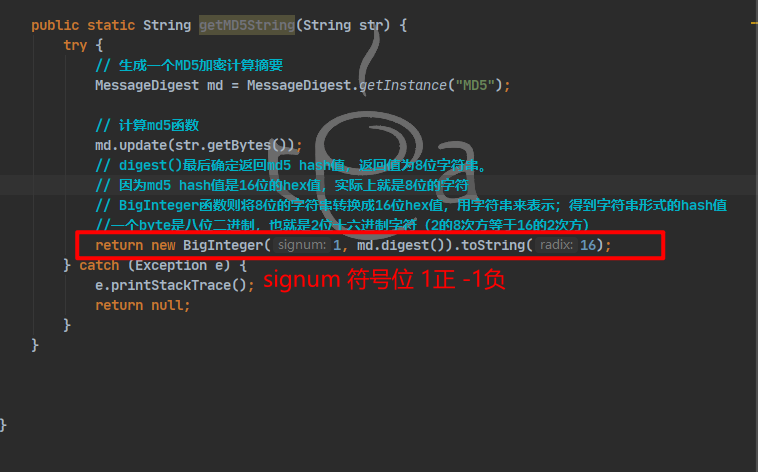 public static String getMD5String(String str) {
try {
// 生成一个MD5加密计算摘要
MessageDigest md = MessageDigest.getInstance("MD5");
// 计算md5函数
md.update(str.getBytes());
// digest()最后确定返回md5 hash值，返回值为8位字符串。
// 因为md5 hash值是16位的hex值，实际上就是8位的字符
// BigInteger函数则将8位的字符串转换成16位hex值，用字符串来表示；得到字符串形式的hash值
//一个byte是八位二进制，也就是2位十六进制字符（2的8次方等于16的2次方）
return new BigInteger( signum: 1, md.digest()).toString( radix: 16);
} catch (Exception e) {
signum 符号位 1正 -1负
e.printStackTrace();
return null;
}
}
}